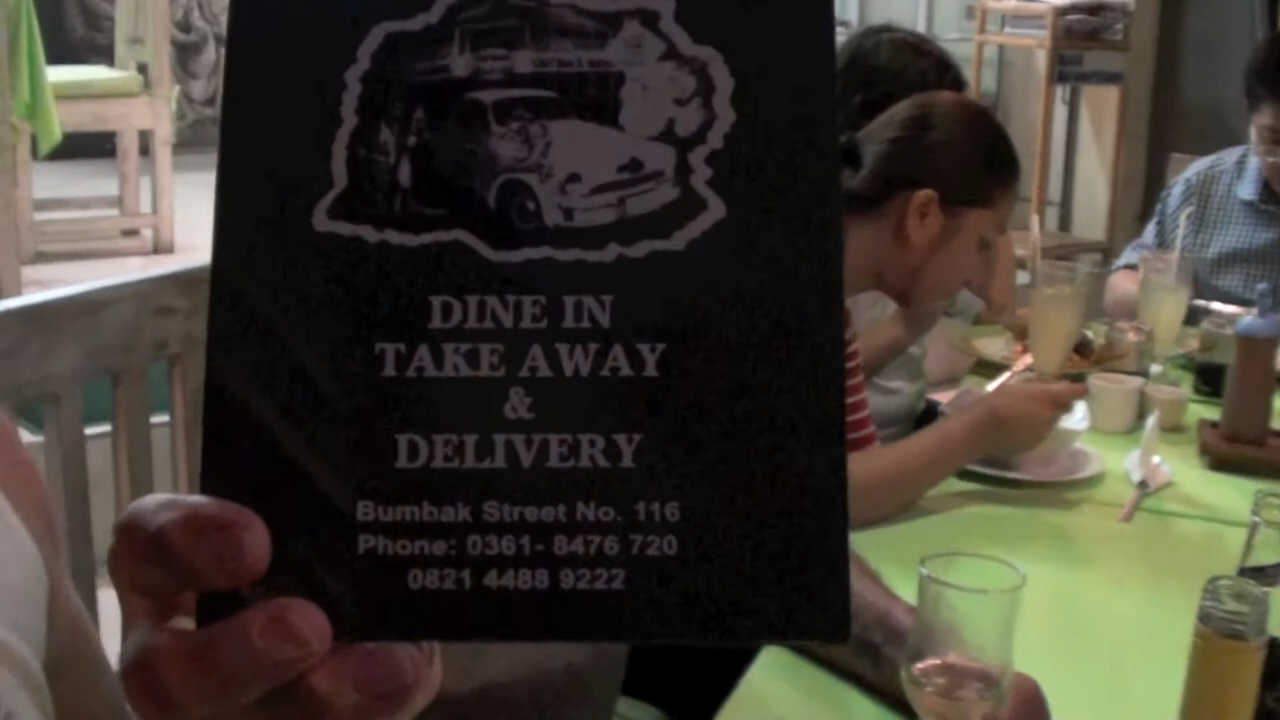 DINE IN
TAKE AWAY
&
DELIVERY
Bumbak Street No. 116
Phone: 0361- 8476 720
0821 4488 9222